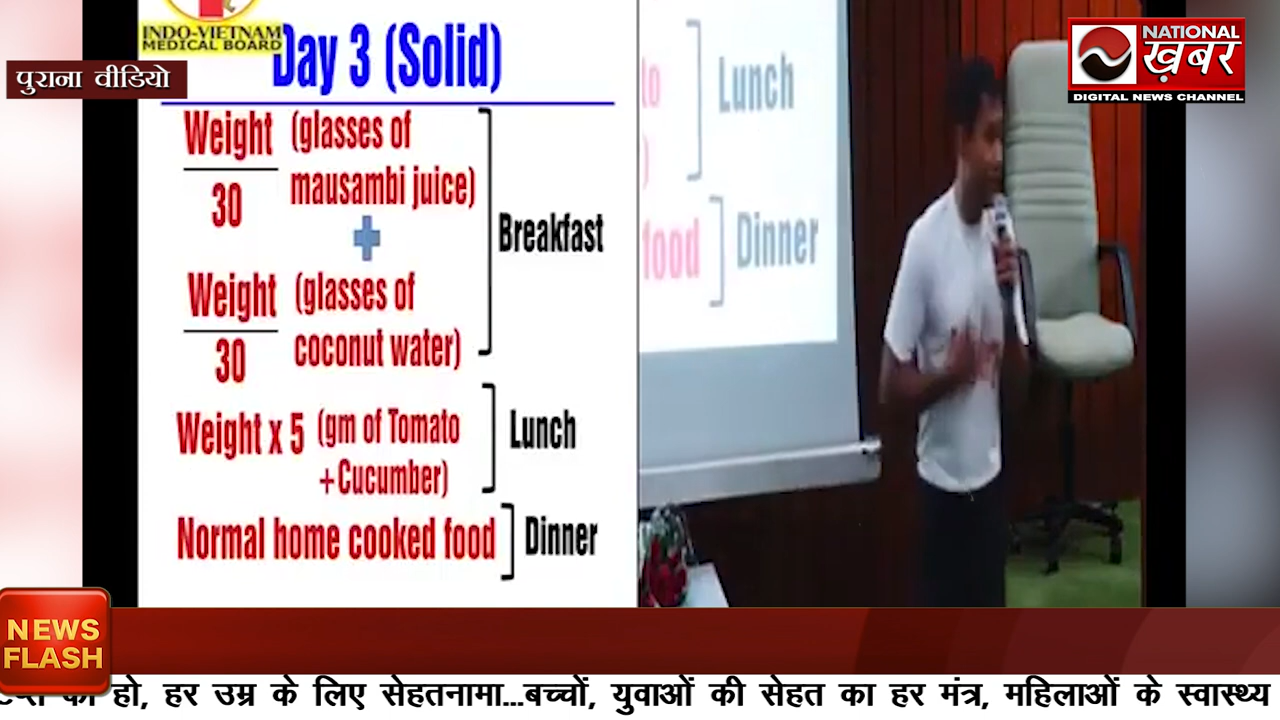 INDO-VIETNAM
MEDICAL BOARD
Day 3 (Solid)
पुराना वीडियो
Weight (glasses of
30 mausambi juice)
Breakfast
Weight (glasses of
30 coconut water)
Weight x 5 (gm of Tomato
+Cucumber)
Lunch
Normal home cooked food
Dinner
Lunch
)
food
Dinner
NATIONAL
ख़बर
DIGITAL NEWS CHANNEL
NEWS
FLASH
हो, हर उम्र के लिए सेहतनामा...बच्चों, युवाओं की सेहत का हर मंत्र, महिलाओं के स्वास्थ्य